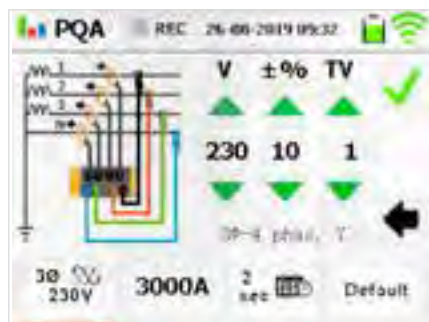 PQA REC 26-08-2019 09:32
1
2
3
N
V ±% TV
230 10 1
3Φ-4 phas. Y
3Φ 230V 3000A 2 sec Default